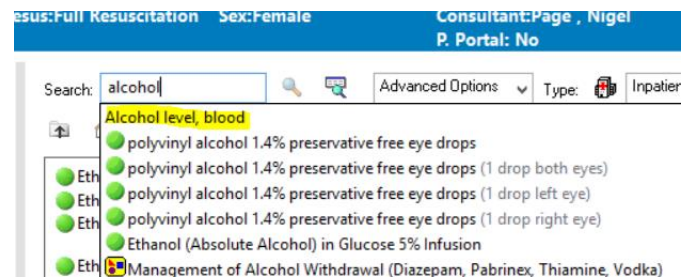 esus:Full Resuscitation Sex:Female Consultant:Page , Nigel
P. Portal: No
Search: alcohol Advanced Options Type: Inpatien
Alcohol level, blood
polyvinyl alcohol 1.4% preservative free eye drops
Eth polyvinyl alcohol 1.4% preservative free eye drops (1 drop both eyes)
Eth polyvinyl alcohol 1.4% preservative free eye drops (1 drop left eye)
Eth polyvinyl alcohol 1.4% preservative free eye drops (1 drop right eye)
Ethanol (Absolute Alcohol) in Glucose 5% Infusion
Eth Management of Alcohol Withdrawal (Diazepam, Pabrinex, Thiamine, Vodka)